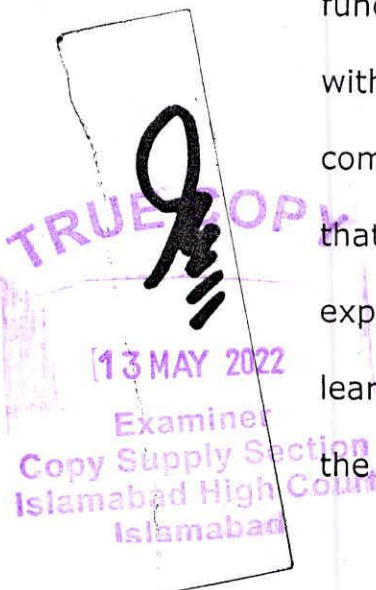 func
with
com
that
exp
lear
the
TRUE COPY
13 MAY 2022
Examiner
Copy Supply Section
Islamabad High Court
Islamabad